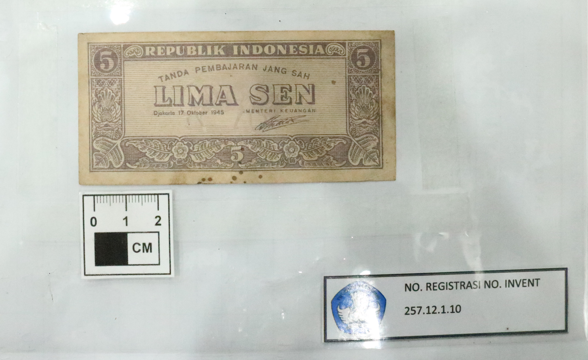 5 REPUBLIK INDONESIA 5
TANDA PEMBAJARAN JANG SAH
LIMA SEN
Djakarta 17 Oktober 1945 MENTERI KEUANGAN
5
0 1 2
CM
NO. REGISTRASI NO. INVENT
257.12.1.10